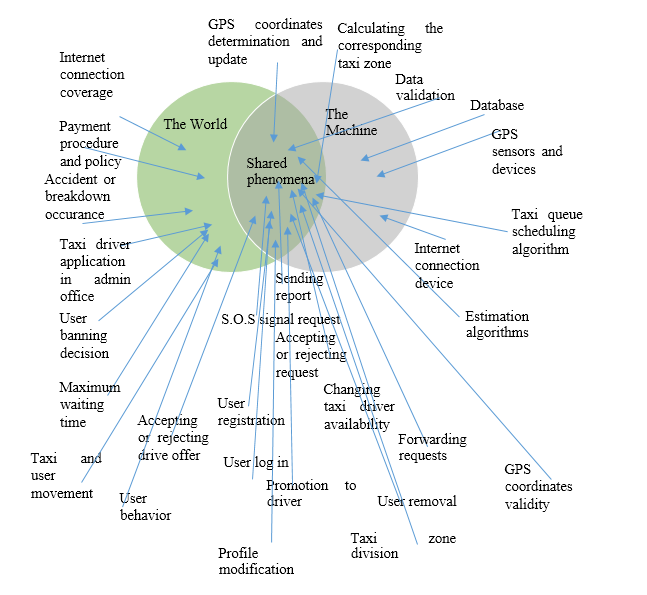 GPS coordinates
determination and
update
Calculating the
corresponding
taxi zone
Internet
connection
coverage
Data
validation
Database
The World
The
Machine
Payment
procedure
and policy
GPS
sensors and
devices
Shared
phenomena
Accident or
breakdown
occurance
Taxi queue
scheduling
algorithm
Taxi driver
application
in admin
office
Internet
connection
device
Sending
report
User
banning
decision
S.O.S signal request
Estimation
algorithms
Accepting
or rejecting
request
Maximum
waiting
time
Changing
taxi driver
availability
User
registration
Accepting
or rejecting
drive offer
Forwarding
requests
Taxi and
user
movement
User log in
GPS
coordinates
validity
Promotion to
driver
User
behavior
User removal
Taxi zone
division
Profile
modification